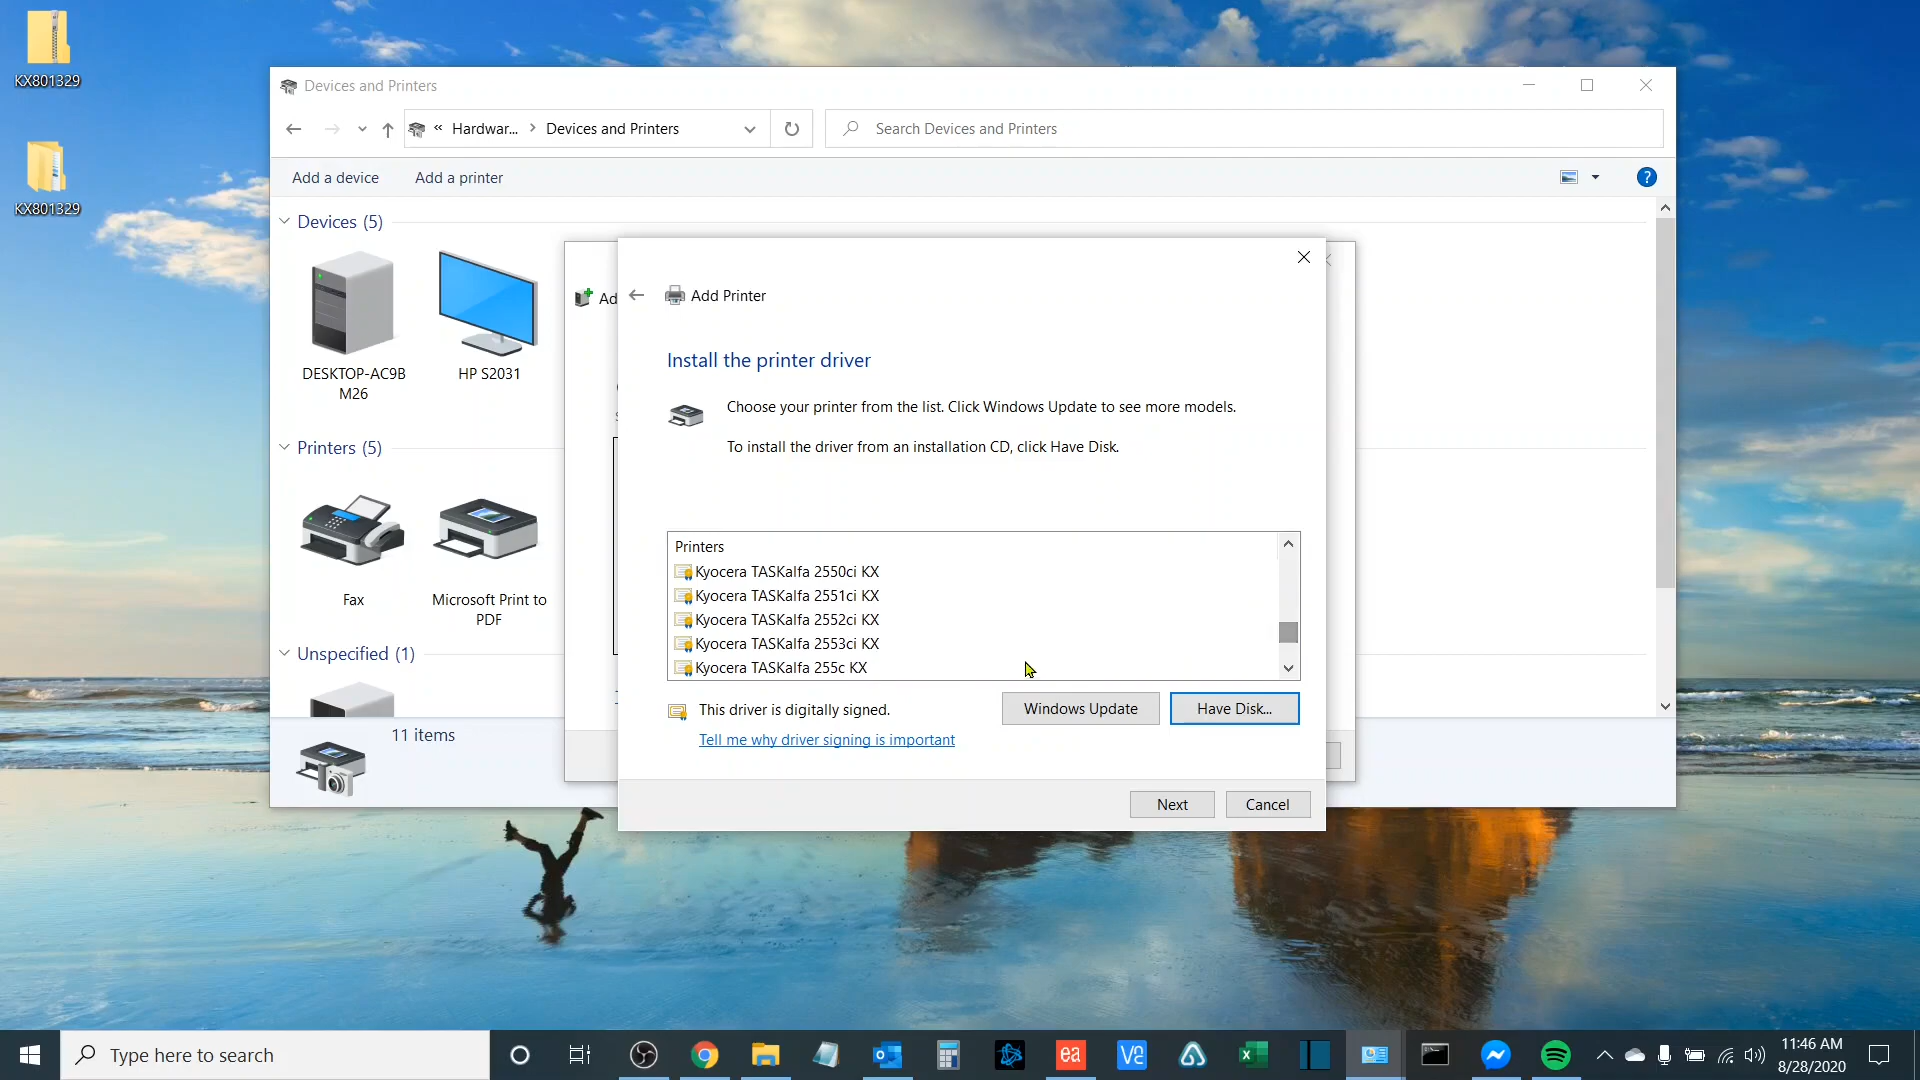 KX801329
KX801329
Devices and Printers
« Hardwar... > Devices and Printers
Search Devices and Printers
Add a device
Add a printer
?
Devices (5)
DESKTOP-AC9B
M26
HP S2031
Printers (5)
Fax
Microsoft Print to
PDF
Unspecified (1)
11 items
Ad
Add Printer
Install the printer driver
Choose your printer from the list. Click Windows Update to see more models.
To install the driver from an installation CD, click Have Disk.
Printers
Kyocera TASKalfa 2550ci KX
Kyocera TASKalfa 2551ci KX
Kyocera TASKalfa 2552ci KX
Kyocera TASKalfa 2553ci KX
Kyocera TASKalfa 255c KX
This driver is digitally signed.
Tell me why driver signing is important
Windows Update
Have Disk...
Next
Cancel
Type here to search
ea
11:46 AM
8/28/2020